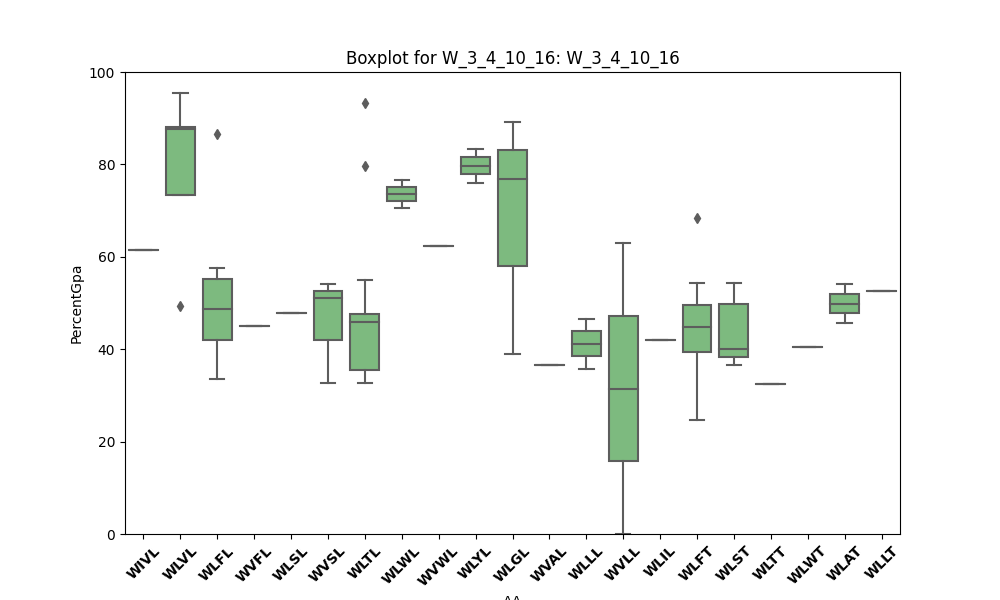 Boxplot for W_3_4_10_16: W_3_4_10_16
100
80
60
40
20
0
PercentGpa
WIVL WLVL WLFL WVFL WLSL WVSL WLTL WLWL WVWL WLYL WLGL WVAL WLLL WVLL WLIL WLFT WLST WLTT WLWT WLAT WLLT
AA